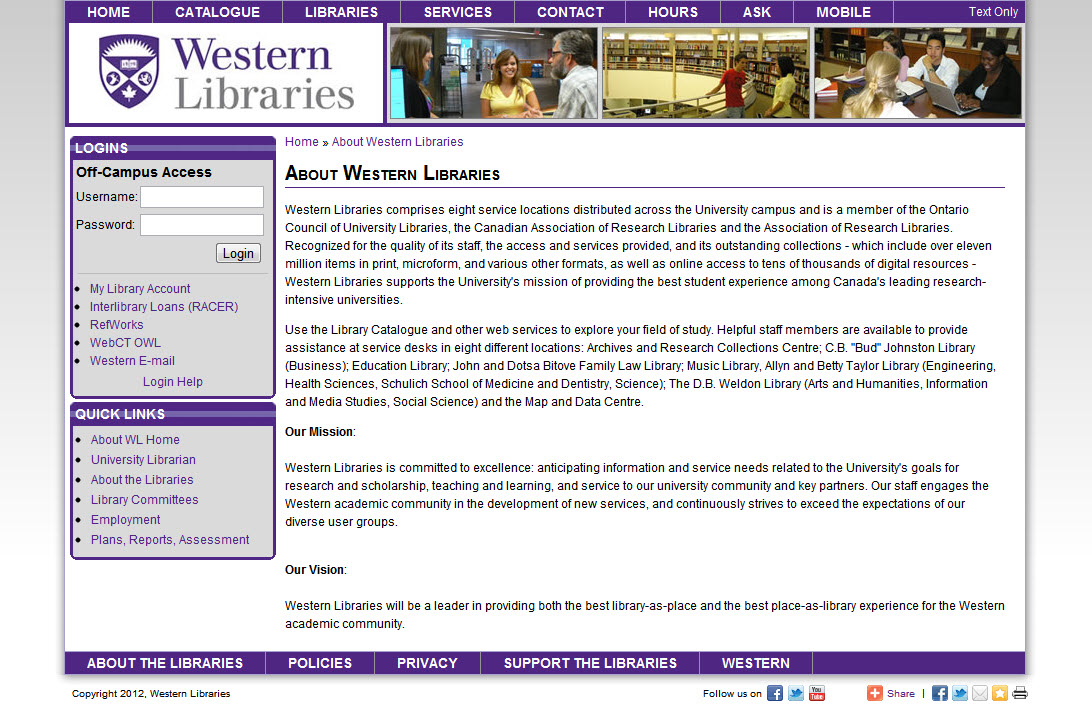 HOME CATALOGUE LIBRARIES SERVICES CONTACT HOURS ASK MOBILE Text Only
Western
Libraries
LOGINS
Off-Campus Access
Username:
Password:
Login
My Library Account
Interlibrary Loans (RACER)
RefWorks
WebCT OWL
Western E-mail
Login Help
QUICK LINKS
About WL Home
University Librarian
About the Libraries
Library Committees
Employment
Plans, Reports, Assessment
Home » About Western Libraries
About Western Libraries
Western Libraries comprises eight service locations distributed across the University campus and is a member of the Ontario
Council of University Libraries, the Canadian Association of Research Libraries and the Association of Research Libraries.
Recognized for the quality of its staff, the access and services provided, and its outstanding collections - which include over eleven
million items in print, microform, and various other formats, as well as online access to tens of thousands of digital resources -
Western Libraries supports the University's mission of providing the best student experience among Canada's leading research-
intensive universities.
Use the Library Catalogue and other web services to explore your field of study. Helpful staff members are available to provide
assistance at service desks in eight different locations: Archives and Research Collections Centre; C.B. "Bud" Johnston Library
(Business); Education Library; John and Dotsa Bitove Family Law Library; Music Library, Allyn and Betty Taylor Library (Engineering,
Health Sciences, Schulich School of Medicine and Dentistry, Science); The D.B. Weldon Library (Arts and Humanities, Information
and Media Studies, Social Science) and the Map and Data Centre.
Our Mission:
Western Libraries is committed to excellence: anticipating information and service needs related to the University's goals for
research and scholarship, teaching and learning, and service to our university community and key partners. Our staff engages the
Western academic community in the development of new services, and continuously strives to exceed the expectations of our
diverse user groups.
Our Vision:
Western Libraries will be a leader in providing both the best library-as-place and the best place-as-library experience for the Western
academic community.
ABOUT THE LIBRARIES POLICIES PRIVACY SUPPORT THE LIBRARIES WESTERN
Copyright 2012, Western Libraries
Follow us on You Tube Share |